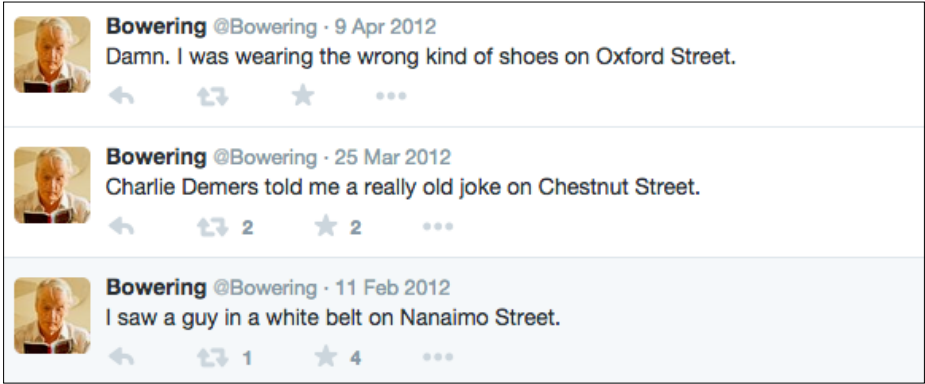 Bowering @Bowering · 9 Apr 2012
Damn. I was wearing the wrong kind of shoes on Oxford Street.
Bowering @Bowering · 25 Mar 2012
Charlie Demers told me a really old joke on Chestnut Street.
2 2
Bowering @Bowering · 11 Feb 2012
I saw a guy in a white belt on Nanaimo Street.
1 4